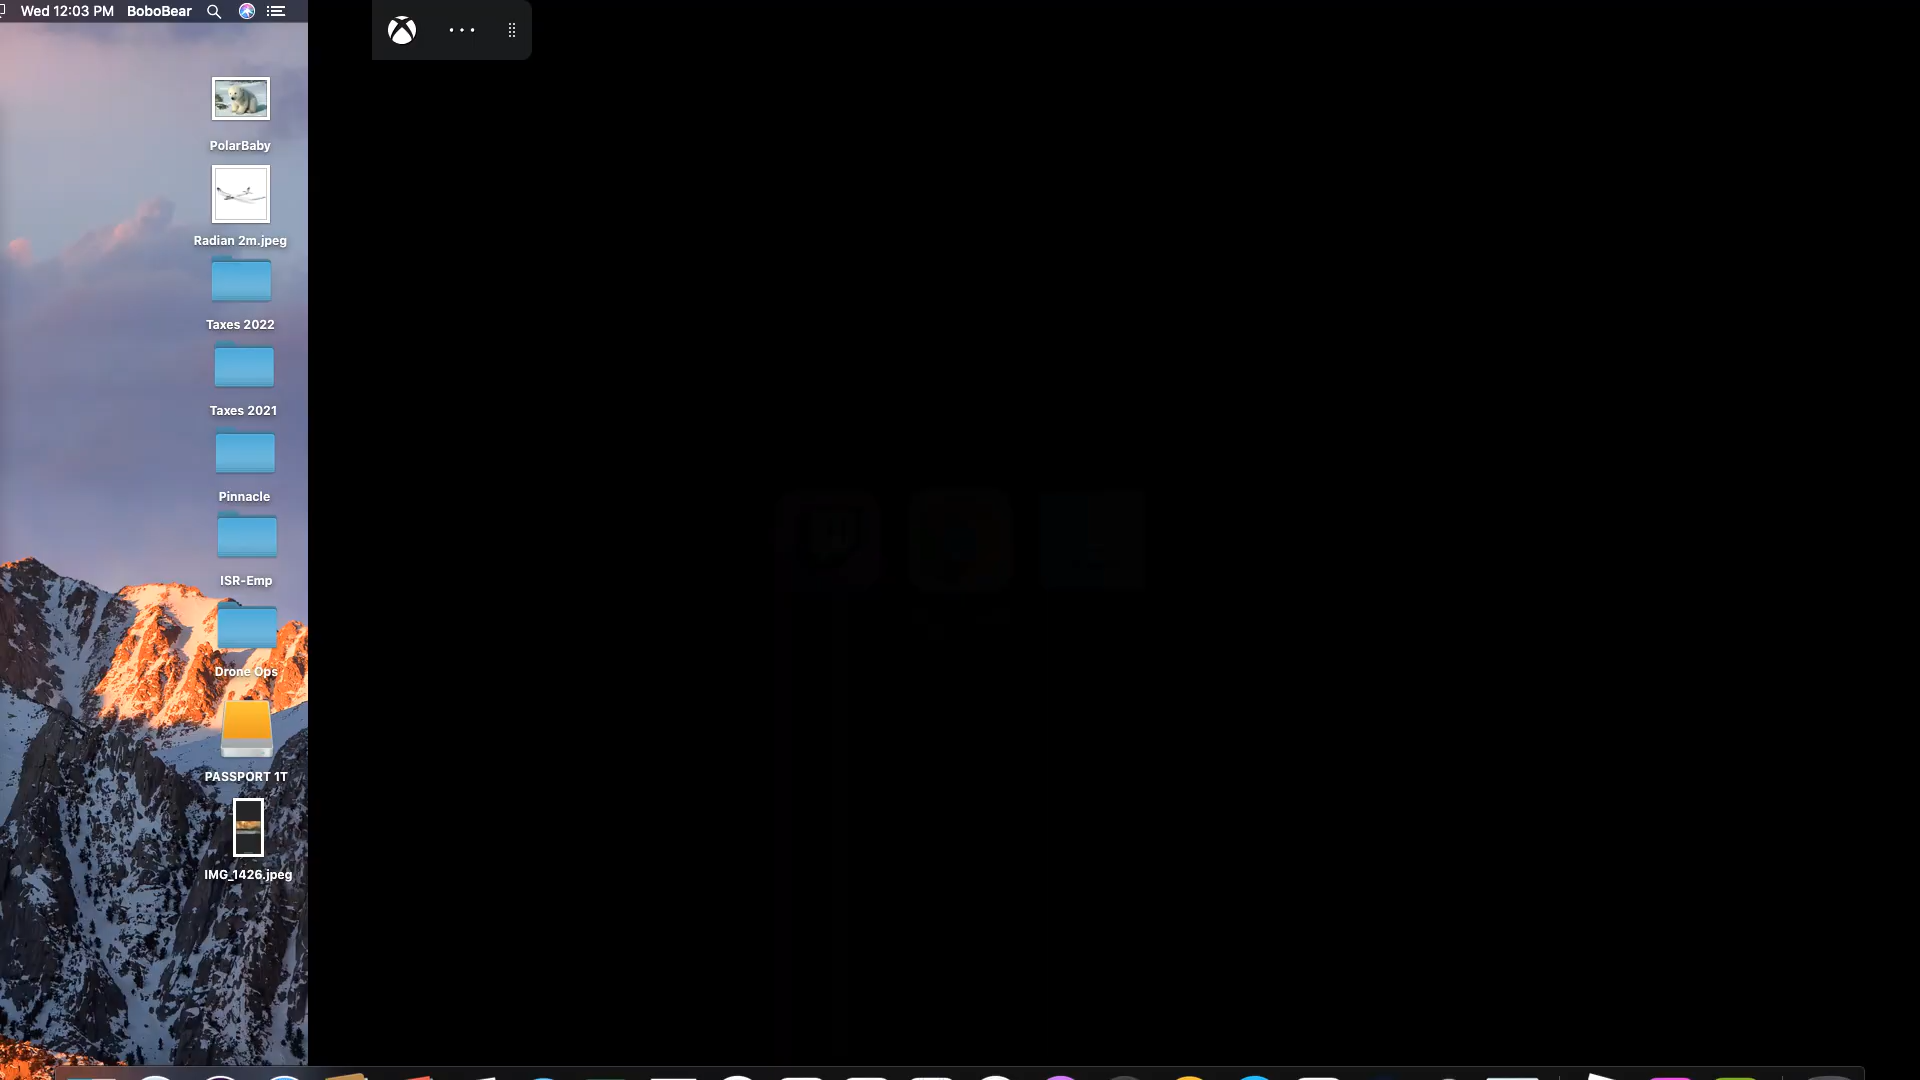 Wed 12:03 PM BoboBear
PolarBaby
Radian 2m.jpeg
Taxes 2022
Taxes 2021
Pinnacle
ISR-Emp
Drone Ops
PASSPORT 1T
IMG_1426.jpeg